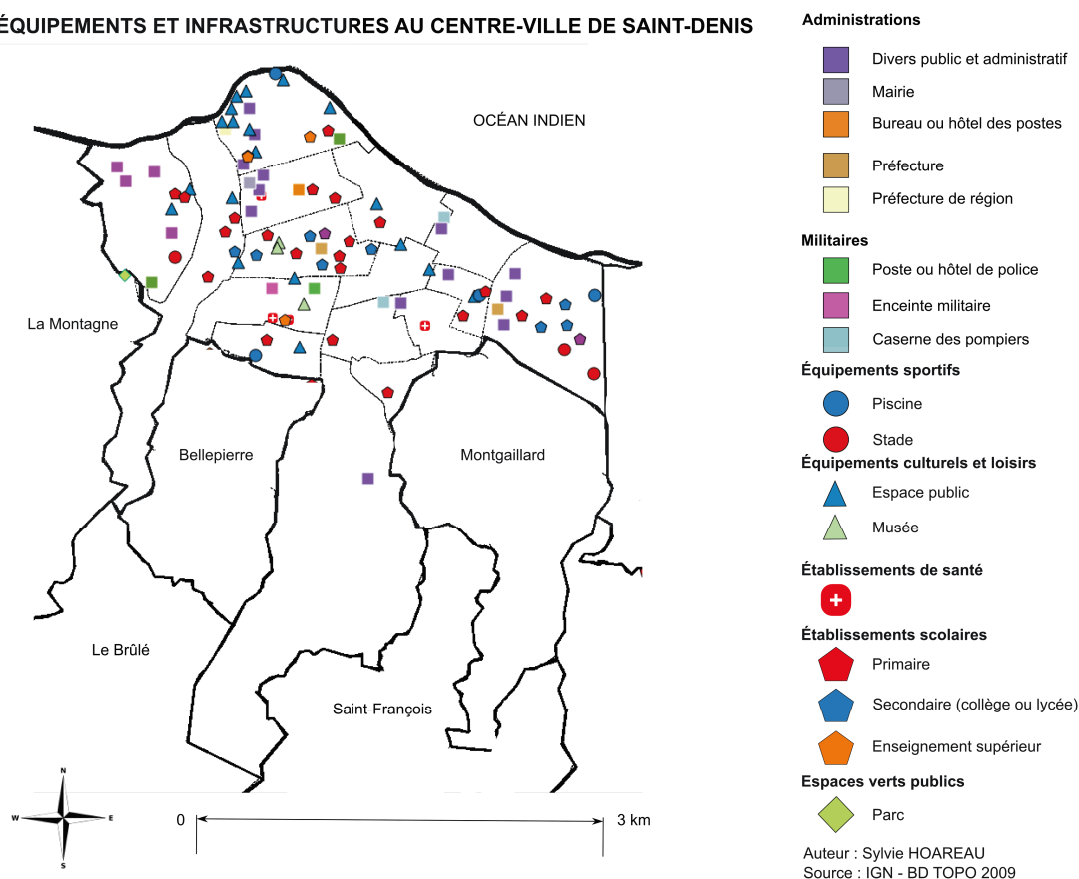 ÉQUIPEMENTS ET INFRASTRUCTURES AU CENTRE-VILLE DE SAINT-DENIS
OCÉAN INDIEN
La Montagne
Bellepierre
Montgaillard
Le Brûlé
Saint François
N
W
E
S
0
3 km
Administrations
Divers public et administratif
Mairie
Bureau ou hôtel des postes
Préfecture
Préfecture de région
Militaires
Poste ou hôtel de police
Enceinte militaire
Caserne des pompiers
Équipements sportifs
Piscine
Stade
Équipements culturels et loisirs
Espace public
Musée
Établissements de santé
Établissements scolaires
Primaire
Secondaire (collège ou lycée)
Enseignement supérieur
Espaces verts publics
Parc
Auteur : Sylvie HOAREAU
Source : IGN - BD TOPO 2009